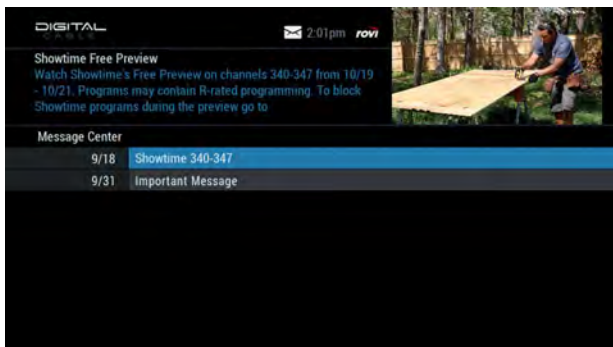 DIGITAL
CABLE
2:01pm rovi
Showtime Free Preview
Watch Showtime's Free Preview on channels 340-347 from 10/19
- 10/21. Programs may contain R-rated programming. To block
Showtime programs during the preview go to
Message Center
9/18 Showtime 340-347
9/31 Important Message